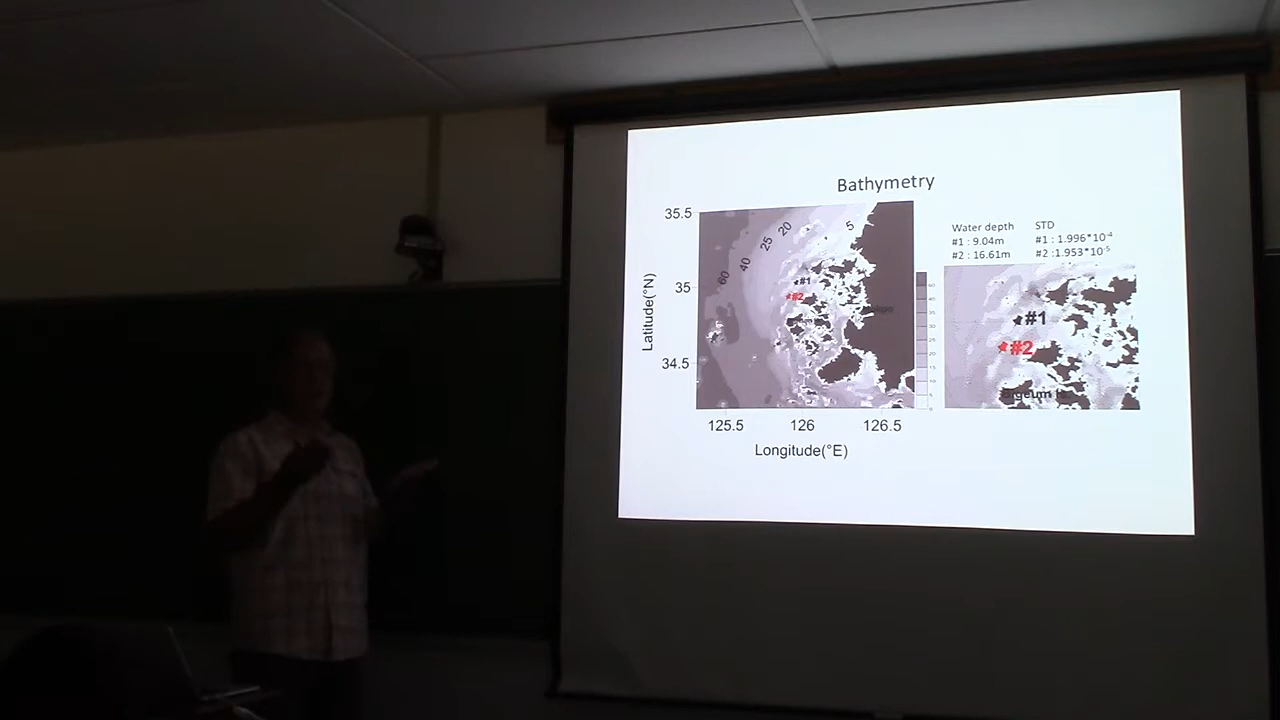 Bathymetry
35.5
35
34.5
Latitude(°N)
60
40
25
20
5
#1
#2
125.5
126
126.5
Longitude(°E)
Water depth
#1 : 9.04m
#2 : 16.61m
STD
#1 : 1.996*10⁻⁴
#2 :1.953*10⁻⁵
#1
#2